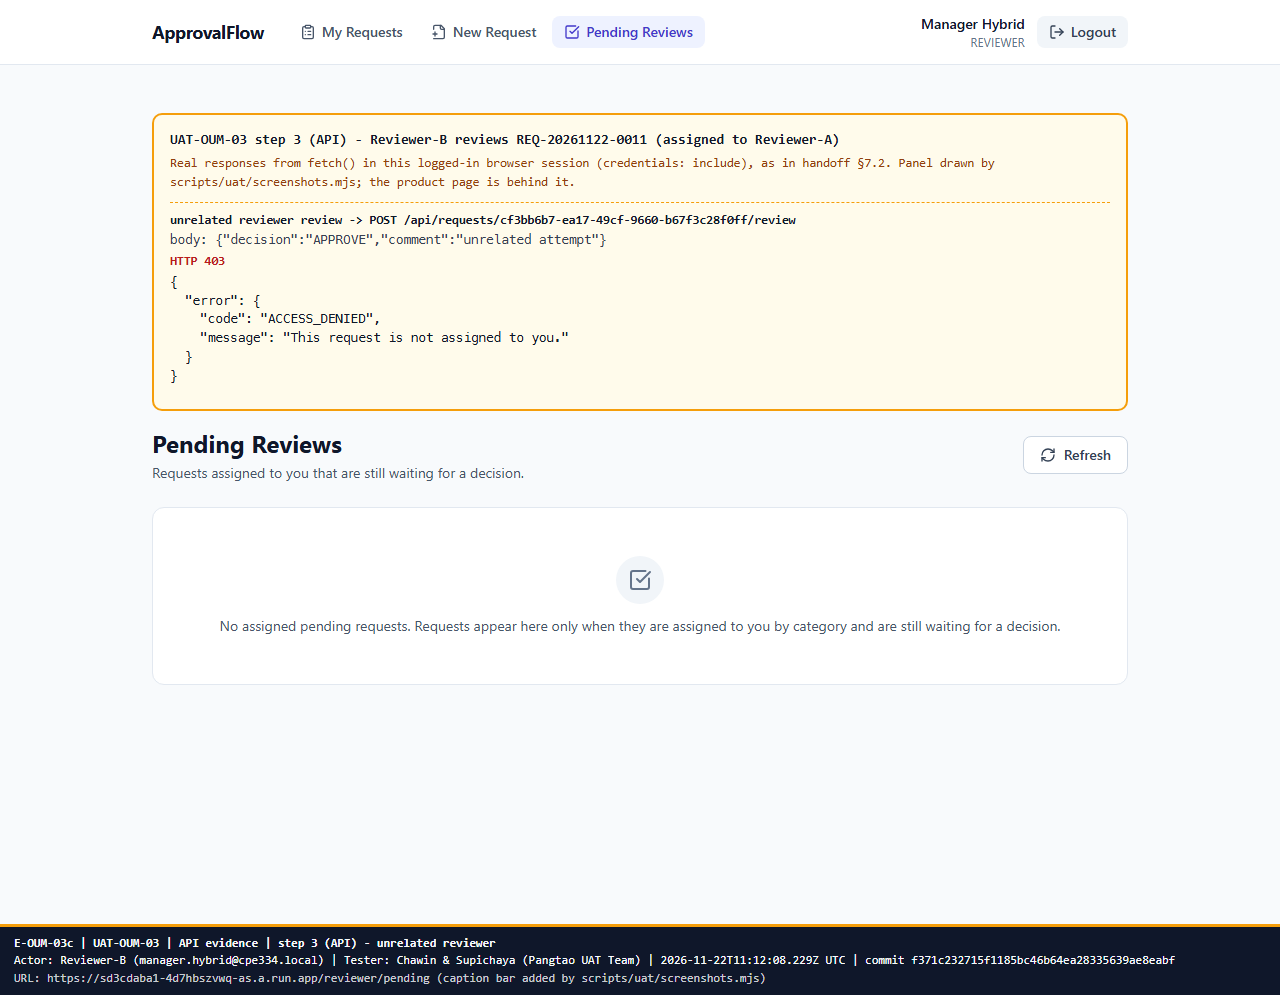 ApprovalFlow
My Requests
New Request
Pending Reviews
Manager Hybrid
REVIEWER
Logout
UAT-OUM-03 step 3 (API) - Reviewer-B reviews REQ-20261122-0011 (assigned to Reviewer-A)
Real responses from fetch() in this logged-in browser session (credentials: include), as in handoff §7.2. Panel drawn by
scripts/uat/screenshots.mjs; the product page is behind it.
unrelated reviewer review -> POST /api/requests/cf3bb6b7-ea17-49cf-9660-b67f3c28f0ff/review
body: {"decision":"APPROVE","comment":"unrelated attempt"}
HTTP 403
{
"error": {
"code": "ACCESS_DENIED",
"message": "This request is not assigned to you."
}
}
Pending Reviews
Requests assigned to you that are still waiting for a decision.
Refresh
No assigned pending requests. Requests appear here only when they are assigned to you by category and are still waiting for a decision.
E-OUM-03c | UAT-OUM-03 | API evidence | step 3 (API) - unrelated reviewer
Actor: Reviewer-B (manager.hybrid@cpe334.local) | Tester: Chawin & Supichaya (Pangtao UAT Team) | 2026-11-22T11:12:08.229Z UTC | commit f371c232715f1185bc46b64ea28335639ae8eabf
URL: https://sd3cdaba1-4d7hbszvwq-as.a.run.app/reviewer/pending (caption bar added by scripts/uat/screenshots.mjs)